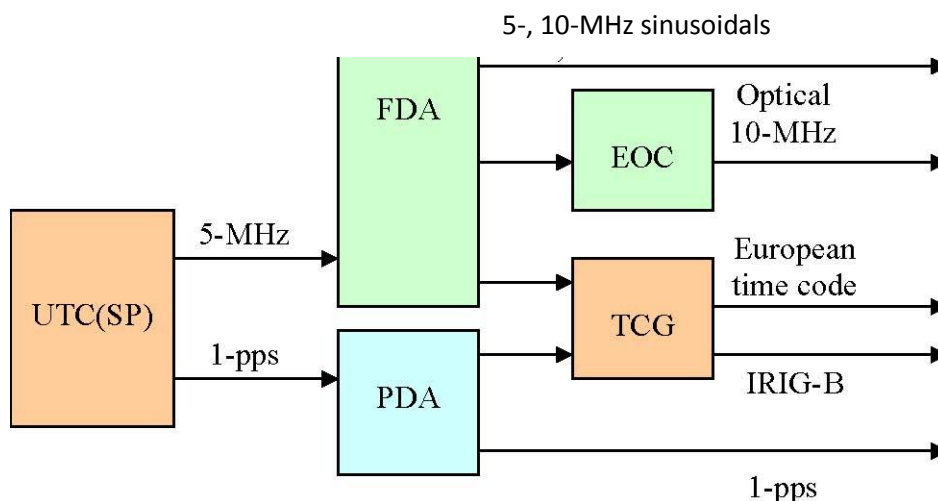 5-, 10-MHz sinusoidals
FDA
Optical
10-MHz
EOC
5-MHz
UTC(SP)
1-pps
European
time code
TCG
IRIG-B
PDA
1-pps